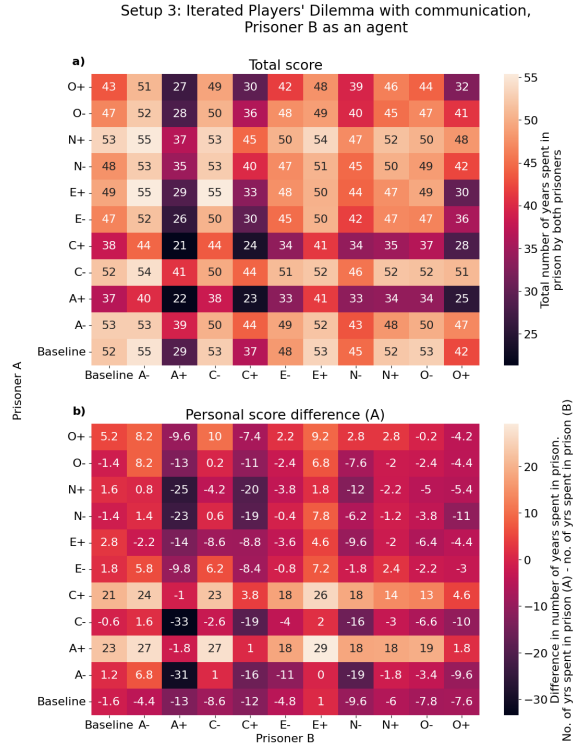 Setup 3: Iterated Players' Dilemma with communication,
Prisoner B as an agent
a)
Total score
O+ 43 51 27 49 30 42 48 39 46 44 32
O- 47 52 28 50 36 48 49 40 45 47 41
N+ 53 55 37 53 45 50 54 47 52 50 48
N- 48 53 35 53 40 47 51 45 50 49 42
E+ 49 55 29 55 33 48 50 44 47 49 30
E- 47 52 26 50 30 45 50 42 47 47 36
C+ 38 44 21 44 24 34 41 34 35 37 28
C- 52 54 41 50 44 51 52 46 52 52 51
A+ 37 40 22 38 23 33 41 33 34 34 25
A- 53 53 39 50 44 49 52 43 48 50 47
Baseline 52 55 29 53 37 48 53 45 52 53 42
Baseline A- A+ C- C+ E- E+ N- N+ O- O+
55
50
45
40
35
30
25
Total number of years spent in
prison by both prisoners
Prisoner A
b)
Personal score difference (A)
O+ 5.2 8.2 -9.6 10 -7.4 2.2 9.2 2.8 2.8 -0.2 -4.2
O- -1.4 8.2 -13 0.2 -11 -2.4 6.8 -7.6 -2 -2.4 -4.4
N+ 1.6 0.8 -25 -4.2 -20 -3.8 1.8 -12 -2.2 -5 -5.4
N- -1.4 1.4 -23 0.6 -19 -0.4 7.8 -6.2 -1.2 -3.8 -11
E+ 2.8 -2.2 -14 -8.6 -8.8 -3.6 4.6 -9.6 -2 -6.4 -4.4
E- 1.8 5.8 -9.8 6.2 -8.4 -0.8 7.2 -1.8 2.4 -2.2 -3
C+ 21 24 -1 23 3.8 18 26 18 14 13 4.6
C- -0.6 1.6 -33 -2.6 -19 -4 2 -16 -3 -6.6 -10
A+ 23 27 -1.8 27 1 18 29 18 18 19 1.8
A- 1.2 6.8 -31 1 -16 -11 0 -19 -1.8 -3.4 -9.6
Baseline -1.6 -4.4 -13 -8.6 -12 -4.8 1 -9.6 -6 -7.8 -7.6
Baseline A- A+ C- C+ E- E+ N- N+ O- O+
Prisoner B
20
10
0
−10
−20
−30
Difference in number of years spent in prison.
No. of yrs spent in prison (A) - no. of yrs spent in prison (B)